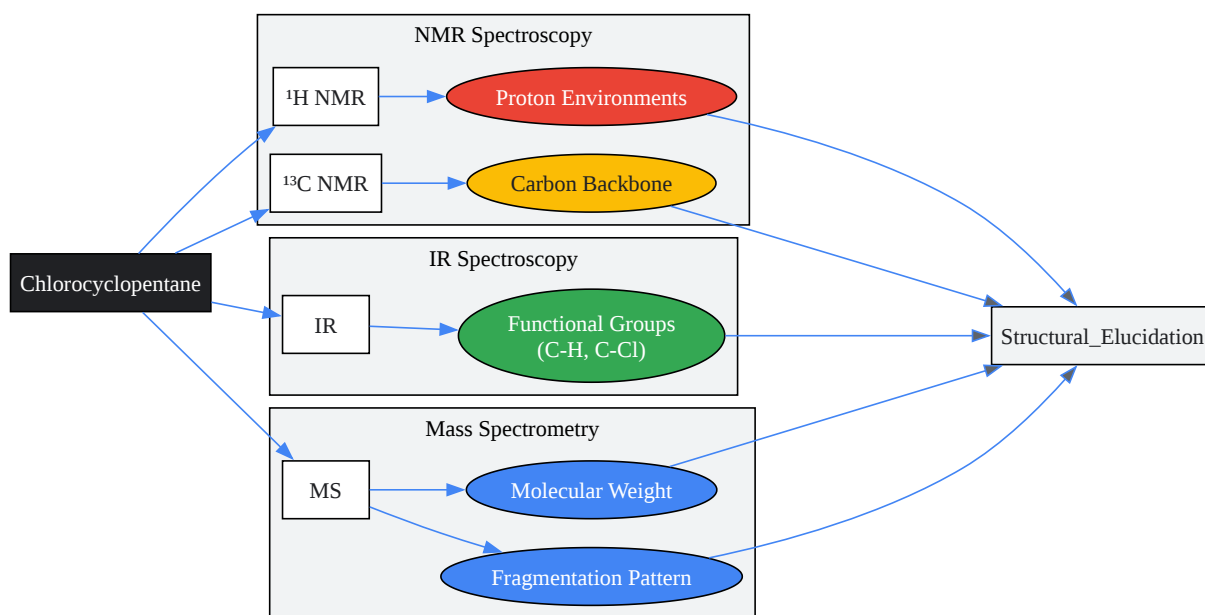 NMR Spectroscopy
¹H NMR
Proton Environments
¹³C NMR
Carbon Backbone
Chlorocyclopentane
IR Spectroscopy
IR
Functional Groups
(C-H, C-Cl)
Structural_Elucidation
Mass Spectrometry
MS
Molecular Weight
Fragmentation Pattern